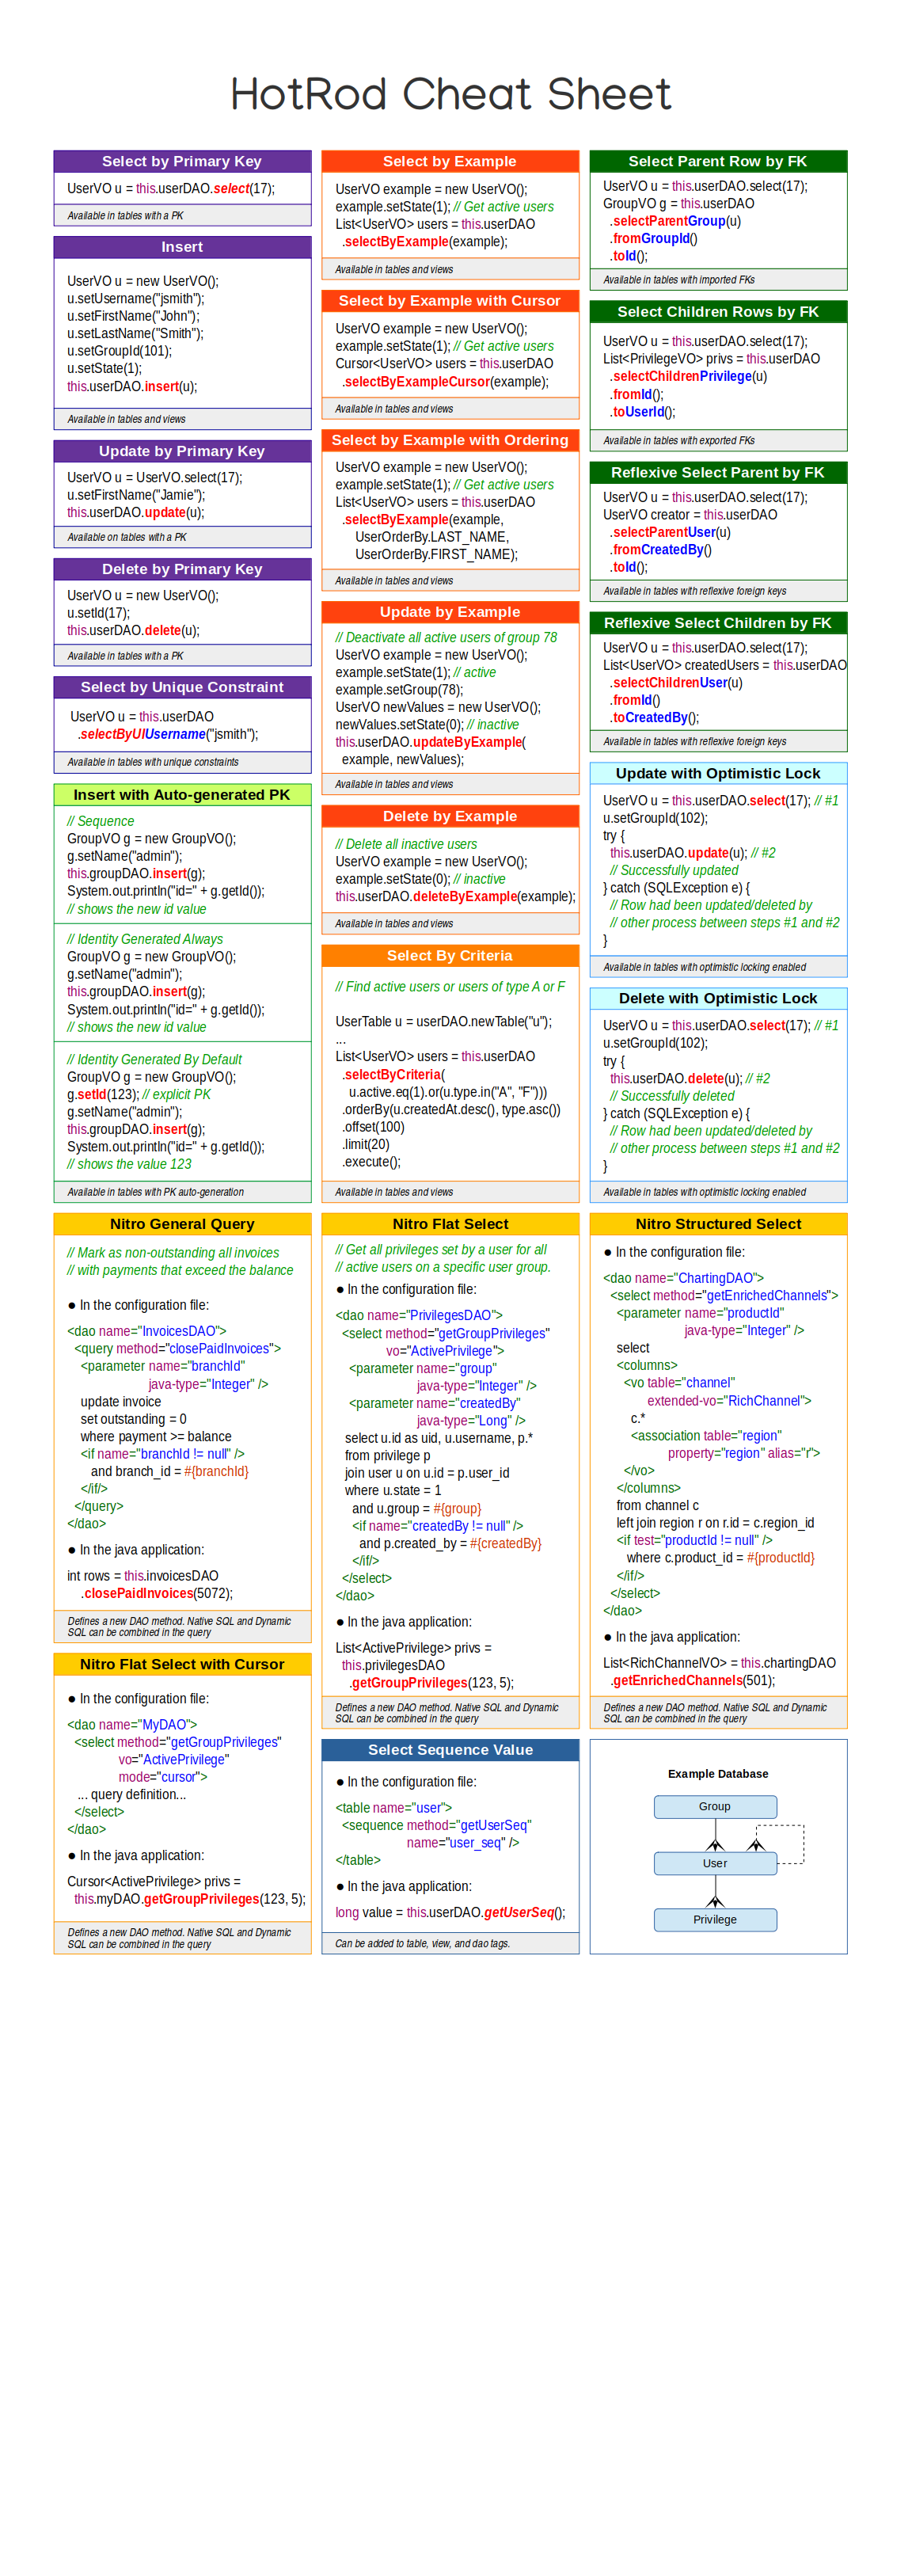 HotRod Cheat Sheet
Select by Primary Key
UserVO u = this.userDAO.select(17);
Available in tables with a PK
Insert
UserVO u = new UserVO();
u.setUsername("jsmith");
u.setFirstName("John");
u.setLastName("Smith");
u.setGroupId(101);
u.setState(1);
this.userDAO.insert(u);
Available in tables and views
Update by Primary Key
UserVO u = UserVO.select(17);
u.setFirstName("Jamie");
this.userDAO.update(u);
Available on tables with a PK
Delete by Primary Key
UserVO u = new UserVO();
u.setId(17);
this.userDAO.delete(u);
Available in tables with a PK
Select by Unique Constraint
UserVO u = this.userDAO
.selectByUIUsername("jsmith");
Available in tables with unique constraints
Insert with Auto-generated PK
// Sequence
GroupVO g = new GroupVO();
g.setName("admin");
this.groupDAO.insert(g);
System.out.println("id=" + g.getId());
// shows the new id value
// Identity Generated Always
GroupVO g = new GroupVO();
g.setName("admin");
this.groupDAO.insert(g);
System.out.println("id=" + g.getId());
// shows the new id value
// Identity Generated By Default
GroupVO g = new GroupVO();
g.setId(123); // explicit PK
g.setName("admin");
this.groupDAO.insert(g);
System.out.println("id=" + g.getId());
// shows the value 123
Available in tables with PK auto-generation
Select by Example
UserVO example = new UserVO();
example.setState(1); // Get active users
List<UserVO> users = this.userDAO
.selectByExample(example);
Available in tables and views
Select by Example with Cursor
UserVO example = new UserVO();
example.setState(1); // Get active users
Cursor<UserVO> users = this.userDAO
.selectByExampleCursor(example);
Available in tables and views
Select by Example with Ordering
UserVO example = new UserVO();
example.setState(1); // Get active users
List<UserVO> users = this.userDAO
.selectByExample(example,
UserOrderBy.LAST_NAME,
UserOrderBy.FIRST_NAME);
Available in tables and views
Update by Example
// Deactivate all active users of group 78
UserVO example = new UserVO();
example.setState(1); // active
example.setGroup(78);
UserVO newValues = new UserVO();
newValues.setState(0); // inactive
this.userDAO.updateByExample(
example, newValues);
Available in tables and views
Delete by Example
// Delete all inactive users
UserVO example = new UserVO();
example.setState(0); // inactive
this.userDAO.deleteByExample(example);
Available in tables and views
Select By Criteria
// Find active users or users of type A or F
UserTable u = userDAO.newTable("u");
...
List<UserVO> users = this.userDAO
.selectByCriteria(
u.active.eq(1).or(u.type.in("A", "F")))
.orderBy(u.createdAt.desc(), type.asc())
.offset(100)
.limit(20)
.execute();
Available in tables and views
Select Parent Row by FK
UserVO u = this.userDAO.select(17);
GroupVO g = this.userDAO
.selectParentGroup(u)
.fromGroupId()
.toId();
Available in tables with imported FKs
Select Children Rows by FK
UserVO u = this.userDAO.select(17);
List<PrivilegeVO> privs = this.userDAO
.selectChildrenPrivilege(u)
.fromId();
.toUserId();
Available in tables with exported FKs
Reflexive Select Parent by FK
UserVO u = this.userDAO.select(17);
UserVO creator = this.userDAO
.selectParentUser(u)
.fromCreatedBy()
.toId();
Available in tables with reflexive foreign keys
Reflexive Select Children by FK
UserVO u = this.userDAO.select(17);
List<UserVO> createdUsers = this.userDAO
.selectChildrenUser(u)
.fromId()
.toCreatedBy();
Available in tables with reflexive foreign keys
Update with Optimistic Lock
UserVO u = this.userDAO.select(17); // #1
u.setGroupId(102);
try {
this.userDAO.update(u); // #2
// Successfully updated
} catch (SQLException e) {
// Row had been updated/deleted by
// other process between steps #1 and #2
}
Available in tables with optimistic locking enabled
Delete with Optimistic Lock
UserVO u = this.userDAO.select(17); // #1
u.setGroupId(102);
try {
this.userDAO.delete(u); // #2
// Successfully deleted
} catch (SQLException e) {
// Row had been updated/deleted by
// other process between steps #1 and #2
}
Available in tables with optimistic locking enabled
Nitro General Query
// Mark as non-outstanding all invoices
// with payments that exceed the balance
● In the configuration file:
<dao name="InvoicesDAO">
<query method="closePaidInvoices">
<parameter name="branchId"
java-type="Integer" />
update invoice
set outstanding = 0
where payment >= balance
<if name="branchId != null" />
and branch_id = #{branchId}
</if/>
</query>
</dao>
● In the java application:
int rows = this.invoicesDAO
.closePaidInvoices(5072);
Defines a new DAO method. Native SQL and Dynamic
SQL can be combined in the query
Nitro Flat Select with Cursor
● In the configuration file:
<dao name="MyDAO">
<select method="getGroupPrivileges"
vo="ActivePrivilege"
mode="cursor">
... query definition...
</select>
</dao>
● In the java application:
Cursor<ActivePrivilege> privs =
this.myDAO.getGroupPrivileges(123, 5);
Defines a new DAO method. Native SQL and Dynamic
SQL can be combined in the query
Nitro Flat Select
// Get all privileges set by a user for all
// active users on a specific user group.
● In the configuration file:
<dao name="PrivilegesDAO">
<select method="getGroupPrivileges"
vo="ActivePrivilege">
<parameter name="group"
java-type="Integer" />
<parameter name="createdBy"
java-type="Long" />
select u.id as uid, u.username, p.*
from privilege p
join user u on u.id = p.user_id
where u.state = 1
and u.group = #{group}
<if name="createdBy != null" />
and p.created_by = #{createdBy}
</if/>
</select>
</dao>
● In the java application:
List<ActivePrivilege> privs =
this.privilegesDAO
.getGroupPrivileges(123, 5);
Defines a new DAO method. Native SQL and Dynamic
SQL can be combined in the query
Select Sequence Value
● In the configuration file:
<table name="user">
<sequence method="getUserSeq"
name="user_seq" />
</table>
● In the java application:
long value = this.userDAO.getUserSeq();
Can be added to table, view, and dao tags.
Nitro Structured Select
● In the configuration file:
<dao name="ChartingDAO">
<select method="getEnrichedChannels">
<parameter name="productId"
java-type="Integer" />
select
<columns>
<vo table="channel"
extended-vo="RichChannel">
c.*
<association table="region"
property="region" alias="r">
</vo>
</columns>
from channel c
left join region r on r.id = c.region_id
<if test="productId != null" />
where c.product_id = #{productId}
</if/>
</select>
</dao>
● In the java application:
List<RichChannelVO> = this.chartingDAO
.getEnrichedChannels(501);
Defines a new DAO method. Native SQL and Dynamic
SQL can be combined in the query
Example Database
Group
User
Privilege